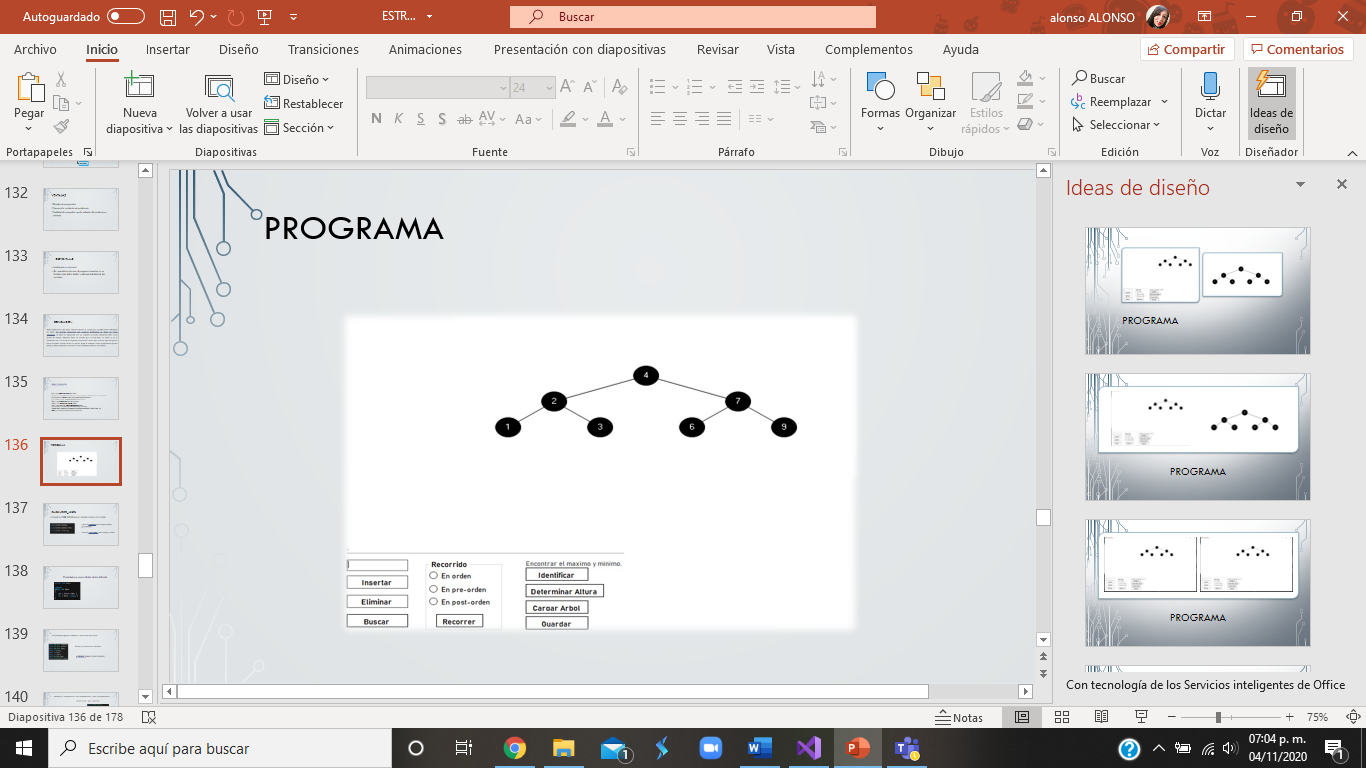 Autoguardado
ESTR...
Buscar
alonso ALONSO
Archivo Inicio Insertar Diseño Transiciones Animaciones Presentación con diapositivas Revisar Vista Complementos Ayuda
Compartir Comentarios
Pegar
Nueva diapositiva
Volver a usar las diapositivas
Diseño
Restablecer
Sección
24
N K S S ab AV Aa
A
Formas Organizar Estilos rápidos
Buscar
Reemplazar
Seleccionar
Dictar
Ideas de diseño
Portapapeles Diapositivas Fuente Párrafo Dibujo Edición Voz Diseñador
132
133
134
135
136
137
138
139
140
PROGRAMA
4
2 7
1 3 6 9
Insertar
Eliminar
Buscar
Recorrido
En orden
En pre-orden
En post-orden
Recorrer
Encontrar el maximo y minimo.
Identificar
Determinar Altura
Cargar Arbol
Guardar
Ideas de diseño
PROGRAMA
PROGRAMA
PROGRAMA
Con tecnología de los Servicios inteligentes de Office
Diapositiva 136 de 178
Notas
75%
Escribe aquí para buscar
1
07:04 p. m.
04/11/2020
1